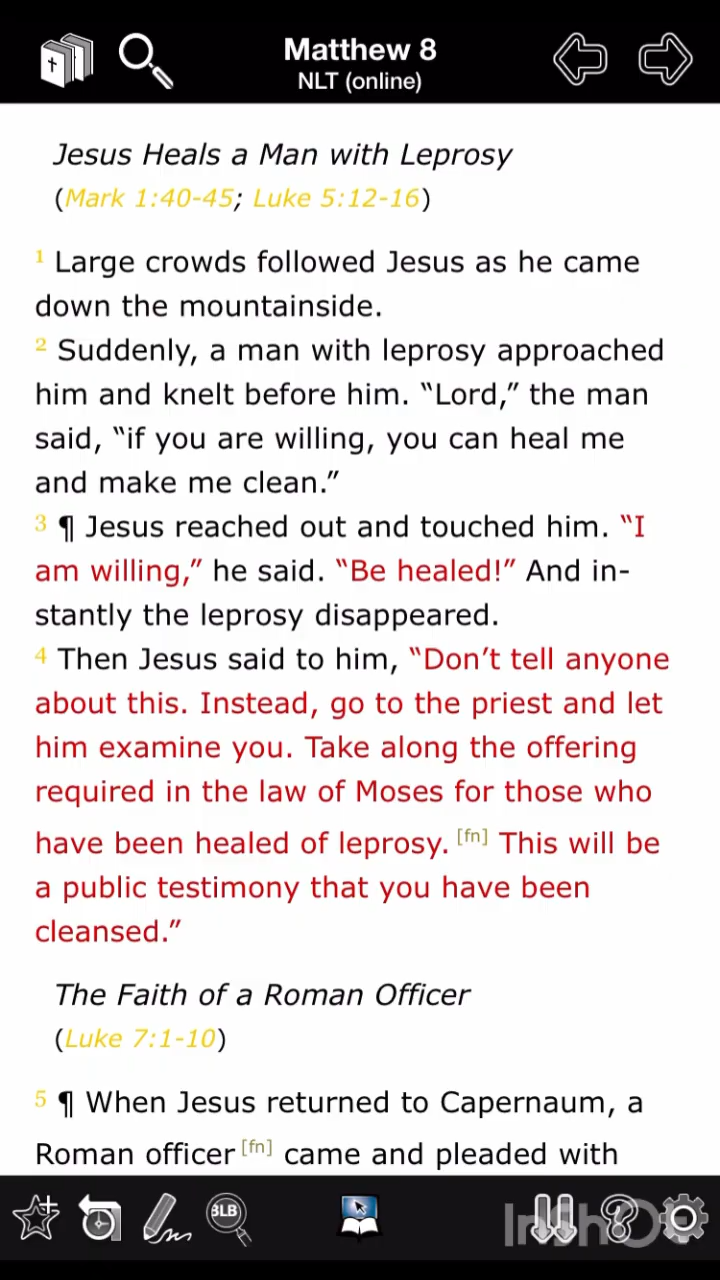 Matthew 8
NLT (online)
Jesus Heals a Man with Leprosy
(Mark 1:40-45; Luke 5:12-16)
1 Large crowds followed Jesus as he came
down the mountainside.
2 Suddenly, a man with leprosy approached
him and knelt before him. “Lord,” the man
said, “if you are willing, you can heal me
and make me clean.”
3 ¶ Jesus reached out and touched him. “I
am willing,” he said. “Be healed!” And in-
stantly the leprosy disappeared.
4 Then Jesus said to him, “Don’t tell anyone
about this. Instead, go to the priest and let
him examine you. Take along the offering
required in the law of Moses for those who
have been healed of leprosy. [fn] This will be
a public testimony that you have been
cleansed.”
The Faith of a Roman Officer
(Luke 7:1-10)
5 ¶ When Jesus returned to Capernaum, a
Roman officer [fn] came and pleaded with
BLB
InShOt